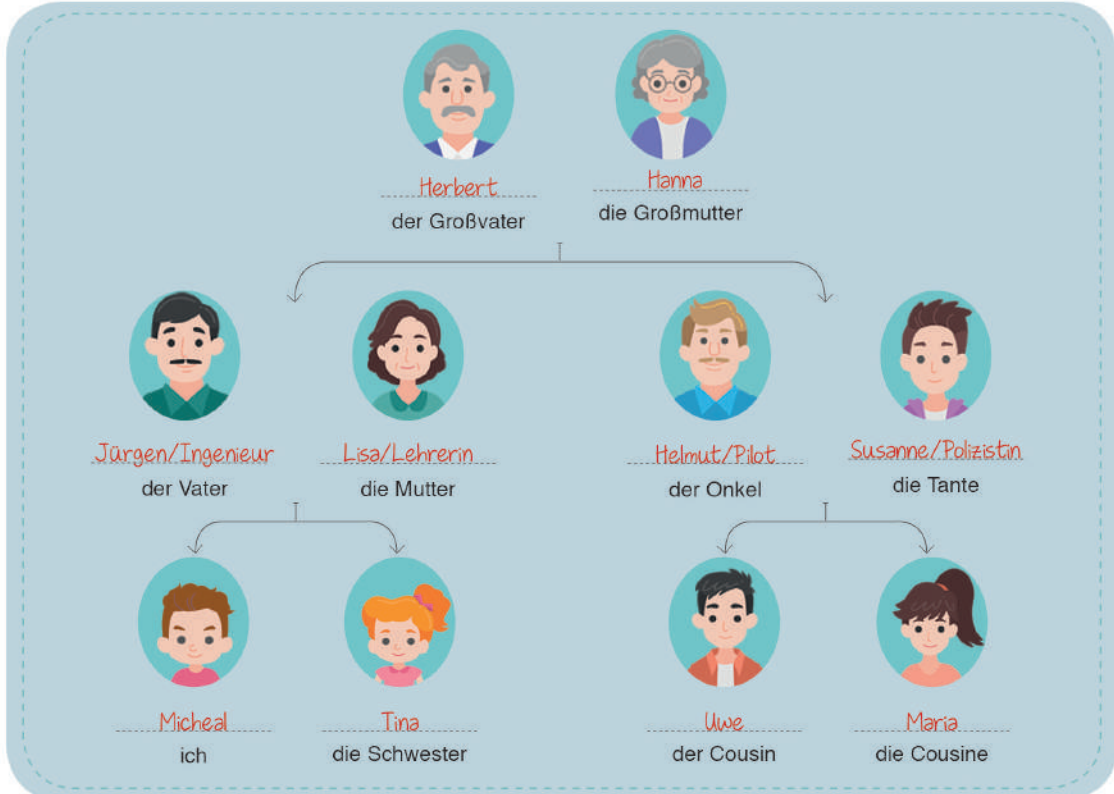 Herbert
der Großvater
Hanna
die Großmutter
Jürgen/Ingenieur
der Vater
Lisa/Lehrerin
die Mutter
Helmut/Pilot
der Onkel
Susanne/Polizistin
die Tante
Micheal
ich
Tina
die Schwester
Uwe
der Cousin
Maria
die Cousine